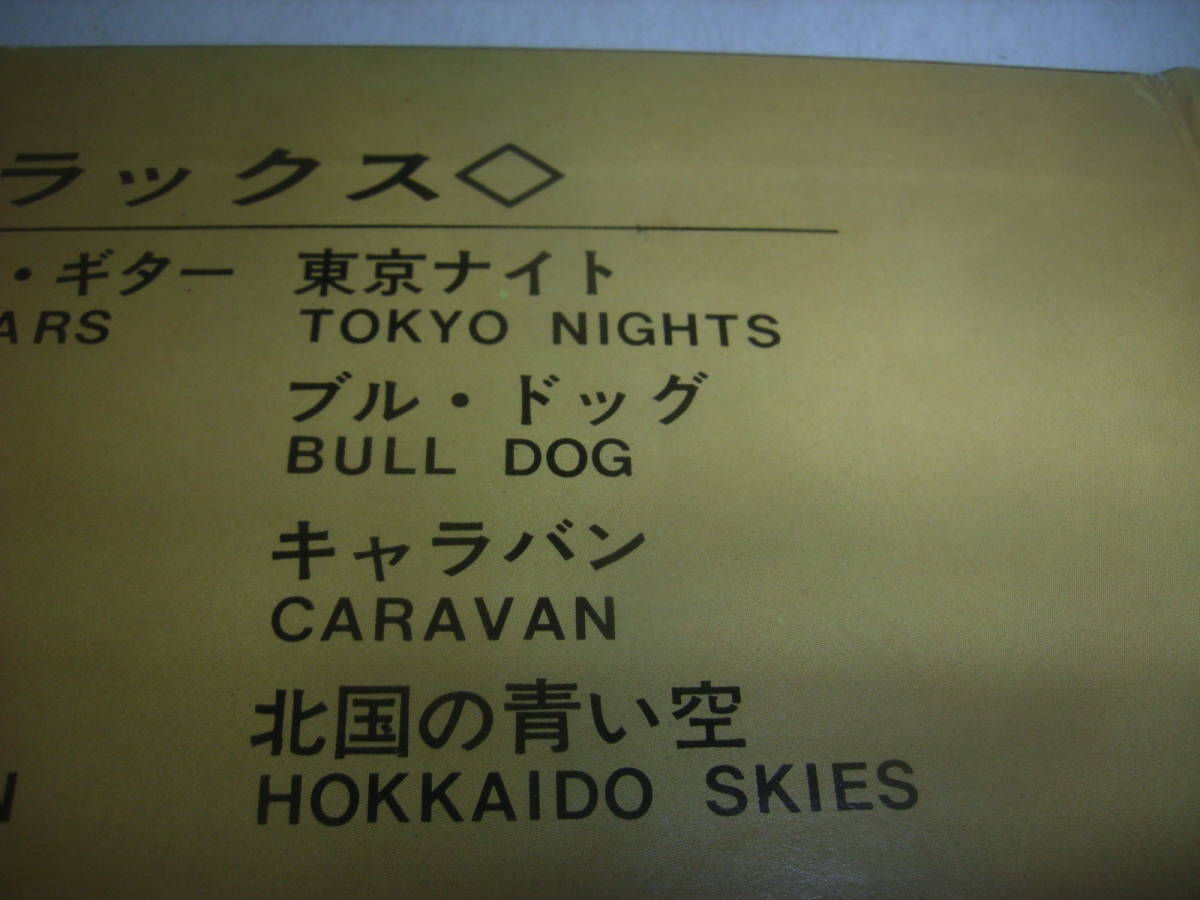 ラックス◇
・ギター 東京ナイト
ARS TOKYO NIGHTS
ブル・ドッグ
BULL DOG
キャラバン
CARAVAN
北国の青い空
N HOKKAIDO SKIES